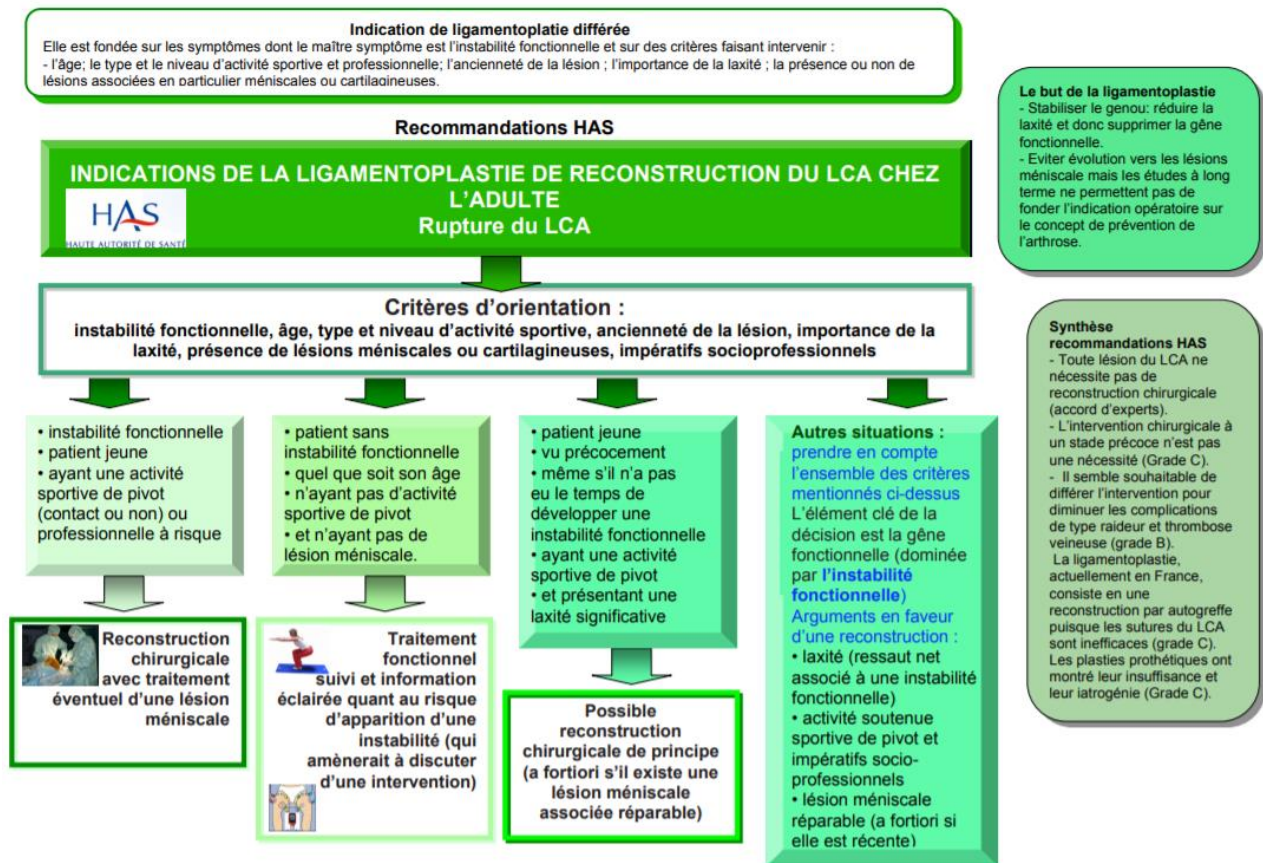 Indication de ligamentoplatie différée
Elle est fondée sur les symptômes dont le maître symptôme est l'instabilité fonctionnelle et sur des critères faisant intervenir :
- l'âge; le type et le niveau d'activité sportive et professionnelle; l'ancienneté de la lésion ; l'importance de la laxité ; la présence ou non de
lésions associées en particulier méniscales ou cartilagineuses.
Le but de la ligamentoplastie
- Stabiliser le genou: réduire la
laxité et donc supprimer la gêne
fonctionnelle.
- Eviter évolution vers les lésions
méniscale mais les études à long
terme ne permettent pas de
fonder l'indication opératoire sur
le concept de prévention de
l'arthrose.
Recommandations HAS
INDICATIONS DE LA LIGAMENTOPLASTIE DE RECONSTRUCTION DU LCA CHEZ
L'ADULTE
Rupture du LCA
HAS
HAUTE AUTORITÉ DE SANTÉ
Critères d'orientation :
instabilité fonctionnelle, âge, type et niveau d'activité sportive, ancienneté de la lésion, importance de la
laxité, présence de lésions méniscales ou cartilagineuses, impératifs socioprofessionnels
• instabilité fonctionnelle
• patient jeune
• ayant une activité
sportive de pivot
(contact ou non) ou
professionnelle à risque
Reconstruction
chirurgicale
avec traitement
éventuel d'une lésion
méniscale
• patient sans
instabilité fonctionnelle
• quel que soit son âge
• n'ayant pas d'activité
sportive de pivot
• et n'ayant pas de
lésion méniscale.
Traitement
fonctionnel
suivi et information
éclairée quant au risque
d'apparition d'une
instabilité (qui
amènerait à discuter
d'une intervention)
• patient jeune
• vu précocement
• même s'il n'a pas
eu le temps de
développer une
instabilité fonctionnelle
• ayant une activité
sportive de pivot
• et présentant une
laxité significative
Possible
reconstruction
chirurgicale de principe
(a fortiori s'il existe une
lésion méniscale
associée réparable)
Autres situations :
prendre en compte
l'ensemble des critères
mentionnés ci-dessus
L'élément clé de la
décision est la gêne
fonctionnelle (dominée
par l'instabilité
fonctionnelle)
Arguments en faveur
d'une reconstruction :
• laxité (ressaut net
associé à une instabilité
fonctionnelle)
• activité soutenue
sportive de pivot et
impératifs socio-
professionnels
• lésion méniscale
réparable (a fortiori si
elle est récente)
Synthèse
recommandations HAS
- Toute lésion du LCA ne
nécessite pas de
reconstruction chirurgicale
(accord d'experts).
- L'intervention chirurgicale à
un stade précoce n'est pas
une nécessité (Grade C).
- Il semble souhaitable de
différer l'intervention pour
diminuer les complications
de type raideur et thrombose
veineuse (grade B).
La ligamentoplastie,
actuellement en France,
consiste en une
reconstruction par autogreffe
puisque les sutures du LCA
sont inefficaces (grade C).
Les plasties prothétiques ont
montré leur insuffisance et
leur iatrogénie (Grade C).